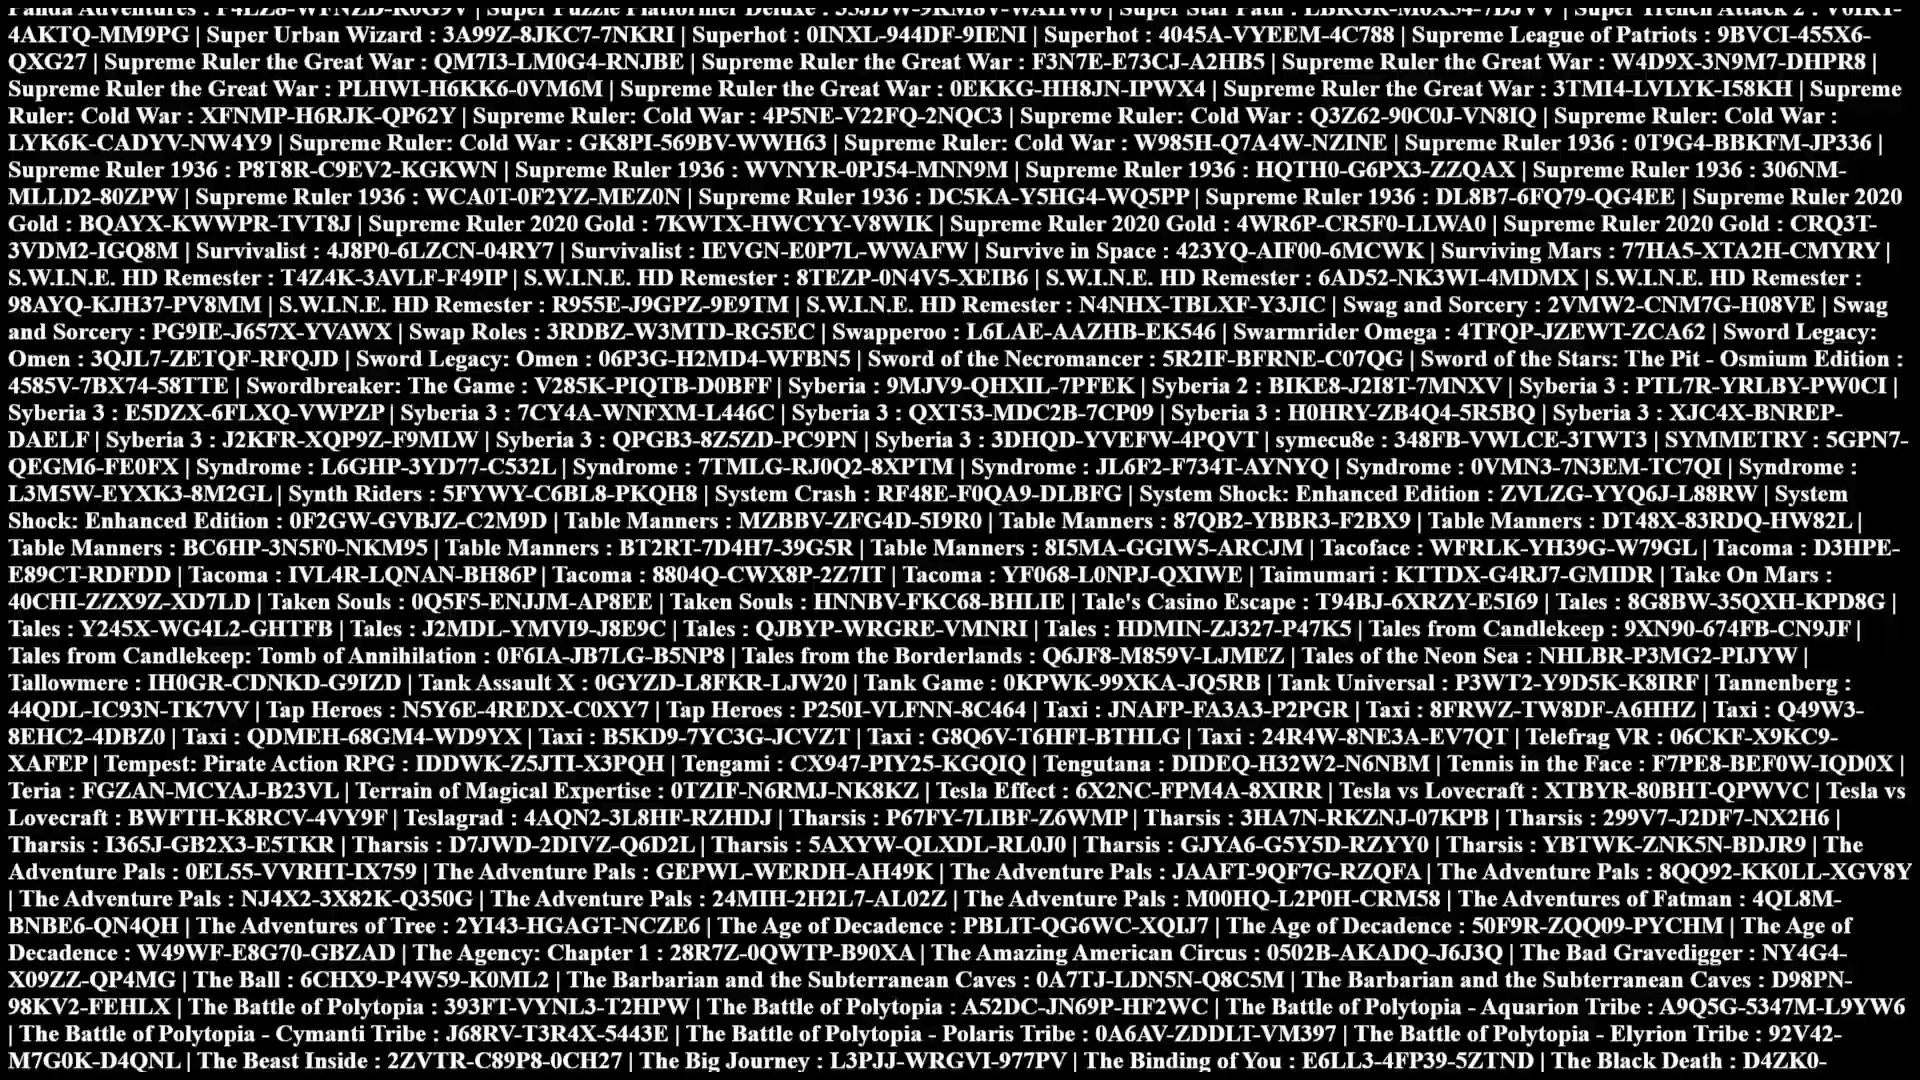 4AKTQ-MM9PG | Super Urban Wizard : 3A99Z-8JKC7-7NKRI | Superhot : 0INXL-944DF-9IENI | Superhot : 4045A-VYEEM-4C788 | Supreme League of Patriots : 9BVCI-455X6-
QXG27 | Supreme Ruler the Great War : QM7I3-LM0G4-RNJBE | Supreme Ruler the Great War : F3N7E-E73CJ-A2HB5 | Supreme Ruler the Great War : W4D9X-3N9M7-DHPR8 |
Supreme Ruler the Great War : PLHWI-H6KK6-0VM6M | Supreme Ruler the Great War : 0EKKG-HH8JN-IPWX4 | Supreme Ruler the Great War : 3TMI4-LVLYK-I58KH | Supreme
Ruler: Cold War : XFNMP-H6RJK-QP62Y | Supreme Ruler: Cold War : 4P5NE-V22FQ-2NQC3 | Supreme Ruler: Cold War : Q3Z62-90C0J-VN8IQ | Supreme Ruler: Cold War :
LYK6K-CADYV-NW4Y9 | Supreme Ruler: Cold War : GK8PI-569BV-WWH63 | Supreme Ruler: Cold War : W985H-Q7A4W-NZINE | Supreme Ruler 1936 : 0T9G4-BBKFM-JP336 |
Supreme Ruler 1936 : P8T8R-C9EV2-KGKWN | Supreme Ruler 1936 : WVNYR-0PJ54-MNN9M | Supreme Ruler 1936 : HQTH0-G6PX3-ZZQAX | Supreme Ruler 1936 : 306NM-
MLLD2-80ZPW | Supreme Ruler 1936 : WCA0T-0F2YZ-MEZ0N | Supreme Ruler 1936 : DC5KA-Y5HG4-WQ5PP | Supreme Ruler 1936 : DL8B7-6FQ79-QG4EE | Supreme Ruler 2020
Gold : BQAYX-KWWPR-TVT8J | Supreme Ruler 2020 Gold : 7KWTX-HWCYY-V8WIK | Supreme Ruler 2020 Gold : 4WR6P-CR5F0-LLWA0 | Supreme Ruler 2020 Gold : CRQ3T-
3VDM2-IGQ8M | Survivalist : 4J8P0-6LZCN-04RY7 | Survivalist : IEVGN-E0P7L-WWAFW | Survive in Space : 423YQ-AIF00-6MCWK | Surviving Mars : 77HA5-XTA2H-CMYRY |
S.W.I.N.E. HD Remester : T4Z4K-3AVLF-F49IP | S.W.I.N.E. HD Remester : 8TEZP-0N4V5-XEIB6 | S.W.I.N.E. HD Remester : 6AD52-NK3WI-4MDMX | S.W.I.N.E. HD Remester :
98AYQ-KJH37-PV8MM | S.W.I.N.E. HD Remester : R955E-J9GPZ-9E9TM | S.W.I.N.E. HD Remester : N4NHX-TBLXF-Y3JIC | Swag and Sorcery : 2VMW2-CNM7G-H08VE | Swag
and Sorcery : PG9IE-J657X-YVAWX | Swap Roles : 3RDBZ-W3MTD-RG5EC | Swapperoo : L6LAE-AAZHB-EK546 | Swarmrider Omega : 4TFQP-JZEWT-ZCA62 | Sword Legacy:
Omen : 3QJL7-ZETQF-RFQJD | Sword Legacy: Omen : 06P3G-H2MD4-WFBN5 | Sword of the Necromancer : 5R2IF-BFRNE-C07QG | Sword of the Stars: The Pit - Osmium Edition :
4585V-7BX74-58TTE | Swordbreaker: The Game : V285K-PIQTB-D0BFF | Syberia : 9MJV9-QHXIL-7PFEK | Syberia 2 : BIKE8-J2I8T-7MNXV | Syberia 3 : PTL7R-YRLBY-PW0CI |
Syberia 3 : E5DZX-6FLXQ-VWPZP | Syberia 3 : 7CY4A-WNFXM-L446C | Syberia 3 : QXT53-MDC2B-7CP09 | Syberia 3 : H0HRY-ZB4Q4-5R5BQ | Syberia 3 : XJC4X-BNREP-
DAELF | Syberia 3 : J2KFR-XQP9Z-F9MLW | Syberia 3 : QPGB3-8Z5ZD-PC9PN | Syberia 3 : 3DHQD-YVEFW-4PQVT | symecu8e : 348FB-VWLCE-3TWT3 | SYMMETRY : 5GPN7-
QEGM6-FE0FX | Syndrome : L6GHP-3YD77-C532L | Syndrome : 7TMLG-RJ0Q2-8XPTM | Syndrome : JL6F2-F734T-AYNYQ | Syndrome : 0VMN3-7N3EM-TC7QI | Syndrome :
L3M5W-EYXK3-8M2GL | Synth Riders : 5FYWY-C6BL8-PKQH8 | System Crash : RF48E-F0QA9-DLBFG | System Shock: Enhanced Edition : ZVLZG-YYQ6J-L88RW | System
Shock: Enhanced Edition : 0F2GW-GVBJZ-C2M9D | Table Manners : MZBBV-ZFG4D-5I9R0 | Table Manners : 87QB2-YBBR3-F2BX9 | Table Manners : DT48X-83RDQ-HW82L |
Table Manners : BC6HP-3N5F0-NKM95 | Table Manners : BT2RT-7D4H7-39G5R | Table Manners : 8I5MA-GGIW5-ARCJM | Tacoface : WFRLK-YH39G-W79GL | Tacoma : D3HPE-
E89CT-RDFDD | Tacoma : IVL4R-LQNAN-BH86P | Tacoma : 8804Q-CWX8P-2Z7IT | Tacoma : YF068-L0NPJ-QXIWE | Taimumari : KTTDX-G4RJ7-GMIDR | Take On Mars :
40CHI-ZZX9Z-XD7LD | Taken Souls : 0Q5F5-ENJJM-AP8EE | Taken Souls : HNNBV-FKC68-BHLIE | Tale's Casino Escape : T94BJ-6XRZY-E5I69 | Tales : 8G8BW-35QXH-KPD8G |
Tales : Y245X-WG4L2-GHTFB | Tales : J2MDL-YMVI9-J8E9C | Tales : QJBYP-WRGRE-VMNRI | Tales : HDMIN-ZJ327-P47K5 | Tales from Candlekeep : 9XN90-674FB-CN9JF |
Tales from Candlekeep: Tomb of Annihilation : 0F6IA-JB7LG-B5NP8 | Tales from the Borderlands : Q6JF8-M859V-LJMEZ | Tales of the Neon Sea : NHLBR-P3MG2-PIJYW |
Tallowmere : IH0GR-CDNKD-G9IZD | Tank Assault X : 0GYZD-L8FKR-LJW20 | Tank Game : 0KPWK-99XKA-JQ5RB | Tank Universal : P3WT2-Y9D5K-K8IRF | Tannenberg :
44QDL-IC93N-TK7VV | Tap Heroes : N5Y6E-4REDX-C0XY7 | Tap Heroes : P250I-VLFNN-8C464 | Taxi : JNAFP-FA3A3-P2PGR | Taxi : 8FRWZ-TW8DF-A6HHZ | Taxi : Q49W3-
8EHC2-4DBZ0 | Taxi : QDMEH-68GM4-WD9YX | Taxi : B5KD9-7YC3G-JCVZT | Taxi : G8Q6V-T6HFI-BTHLG | Taxi : 24R4W-8NE3A-EV7QT | Telefrag VR : 06CKF-X9KC9-
XAFEP | Tempest: Pirate Action RPG : IDDWK-Z5JTI-X3PQH | Tengami : CX947-PIY25-KGQIQ | Tengutana : DIDEQ-H32W2-N6NBM | Tennis in the Face : F7PE8-BEF0W-IQD0X |
Teria : FGZAN-MCYAJ-B23VL | Terrain of Magical Expertise : 0TZIF-N6RMJ-NK8KZ | Tesla Effect : 6X2NC-FPM4A-8XIRR | Tesla vs Lovecraft : XTBYR-80BHT-QPWVC | Tesla vs
Lovecraft : BWFTH-K8RCV-4VY9F | Teslagrad : 4AQN2-3L8HF-RZHDJ | Tharsis : P67FY-7LIBF-Z6WMP | Tharsis : 3HA7N-RKZNJ-07KPB | Tharsis : 299V7-J2DF7-NX2H6 |
Tharsis : I365J-GB2X3-E5TKR | Tharsis : D7JWD-2DIVZ-Q6D2L | Tharsis : 5AXYW-QLXDL-RL0J0 | Tharsis : GJYA6-G5Y5D-RZYY0 | Tharsis : YBTWK-ZNK5N-BDJR9 | The
Adventure Pals : 0EL55-VVRHT-IX759 | The Adventure Pals : GEPWL-WERDH-AH49K | The Adventure Pals : JAAFT-9QF7G-RZQFA | The Adventure Pals : 8QQ92-KK0LL-XGV8Y
| The Adventure Pals : NJ4X2-3X82K-Q350G | The Adventure Pals : 24MIH-2H2L7-AL02Z | The Adventure Pals : M00HQ-L2P0H-CRM58 | The Adventures of Fatman : 4QL8M-
BNBE6-QN4QH | The Adventures of Tree : 2YI43-HGAGT-NCZE6 | The Age of Decadence : PBLIT-QG6WC-XQIJ7 | The Age of Decadence : 50F9R-ZQQ09-PYCHM | The Age of
Decadence : W49WF-E8G70-GBZAD | The Agency: Chapter 1 : 28R7Z-0QWTP-B90XA | The Amazing American Circus : 0502B-AKADQ-J6J3Q | The Bad Gravedigger : NY4G4-
X09ZZ-QP4MG | The Ball : 6CHX9-P4W59-K0ML2 | The Barbarian and the Subterranean Caves : 0A7TJ-LDN5N-Q8C5M | The Barbarian and the Subterranean Caves : D98PN-
98KV2-FEHLX | The Battle of Polytopia : 393FT-VYNL3-T2HPW | The Battle of Polytopia : A52DC-JN69P-HF2WC | The Battle of Polytopia - Aquarion Tribe : A9Q5G-5347M-L9YW6
| The Battle of Polytopia - Cymanti Tribe : J68RV-T3R4X-5443E | The Battle of Polytopia - Polaris Tribe : 0A6AV-ZDDLT-VM397 | The Battle of Polytopia - Elyrion Tribe : 92V42-
M7G0K-D4QNL | The Beast Inside : 2ZVTR-C89P8-0CH27 | The Big Journey : L3PJJ-WRGVI-977PV | The Binding of You : E6LL3-4FP39-5ZTND | The Black Death : D4ZK0-